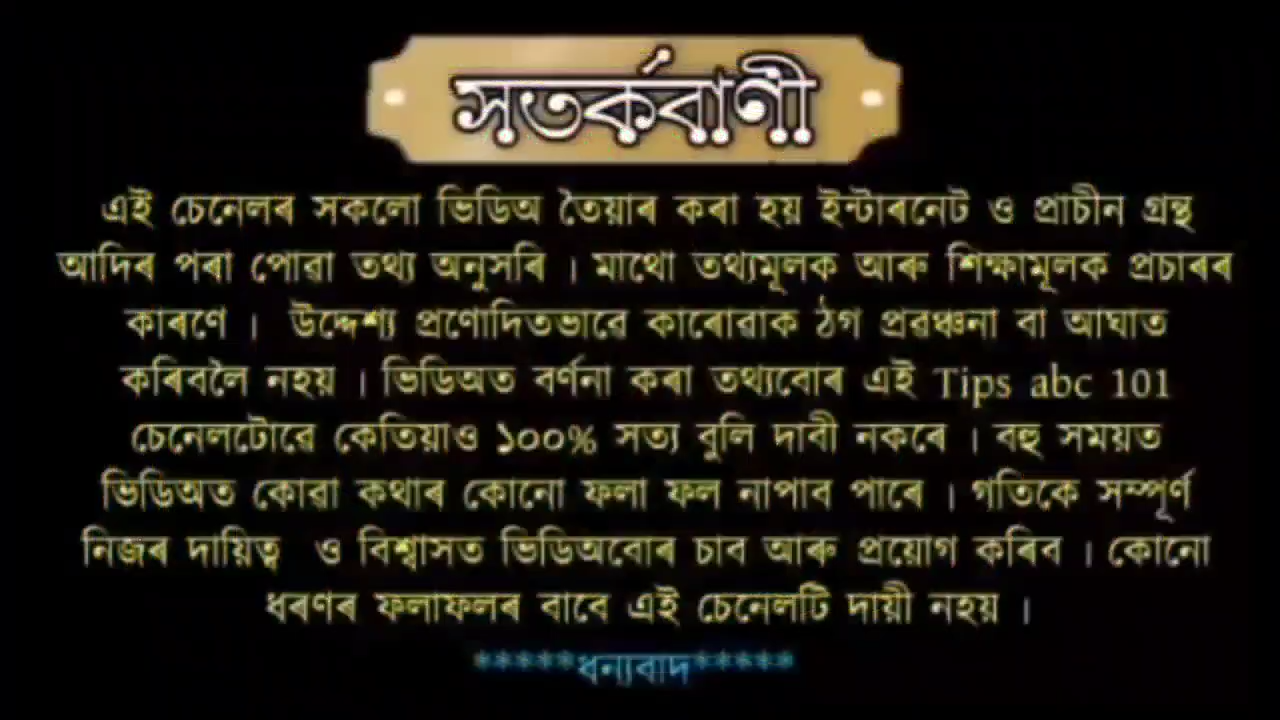 সতর্কবাণী
এই চেনেলৰ সকলো ভিডিঅ তৈয়াৰ কৰা হয় ইন্টাৰনেট ও প্ৰাচীন গ্ৰন্থ
আদিৰ পৰা পোৱা তথ্য অনুসৰি । মাথো তথ্যমূলক আৰু শিক্ষামূলক প্ৰচাৰৰ
কাৰণে । উদ্দেশ্য প্ৰণোদিতভাৱে কাৰোৱাক ঠগ প্ৰৱঞ্চনা বা আঘাত
কৰিবলৈ নহয় । ভিডিঅত বৰ্ণনা কৰা তথ্যবোৰ এই Tips abc 101
চেনেলটোৱে কেতিয়াও ১০০% সত্য বুলি দাবী নকৰে । বহু সময়ত
ভিডিঅত কোৱা কথাৰ কোনো ফলা ফল নাপাব পাৰে । গতিকে সম্পূৰ্ণ
নিজৰ দায়িত্ব ও বিশ্বাসত ভিডিঅবোৰ চাব আৰু প্ৰয়োগ কৰিব । কোনো
ধৰণৰ ফলাফলৰ বাবে এই চেনেলটি দায়ী নহয় ।
*****ধন্যবাদ*****